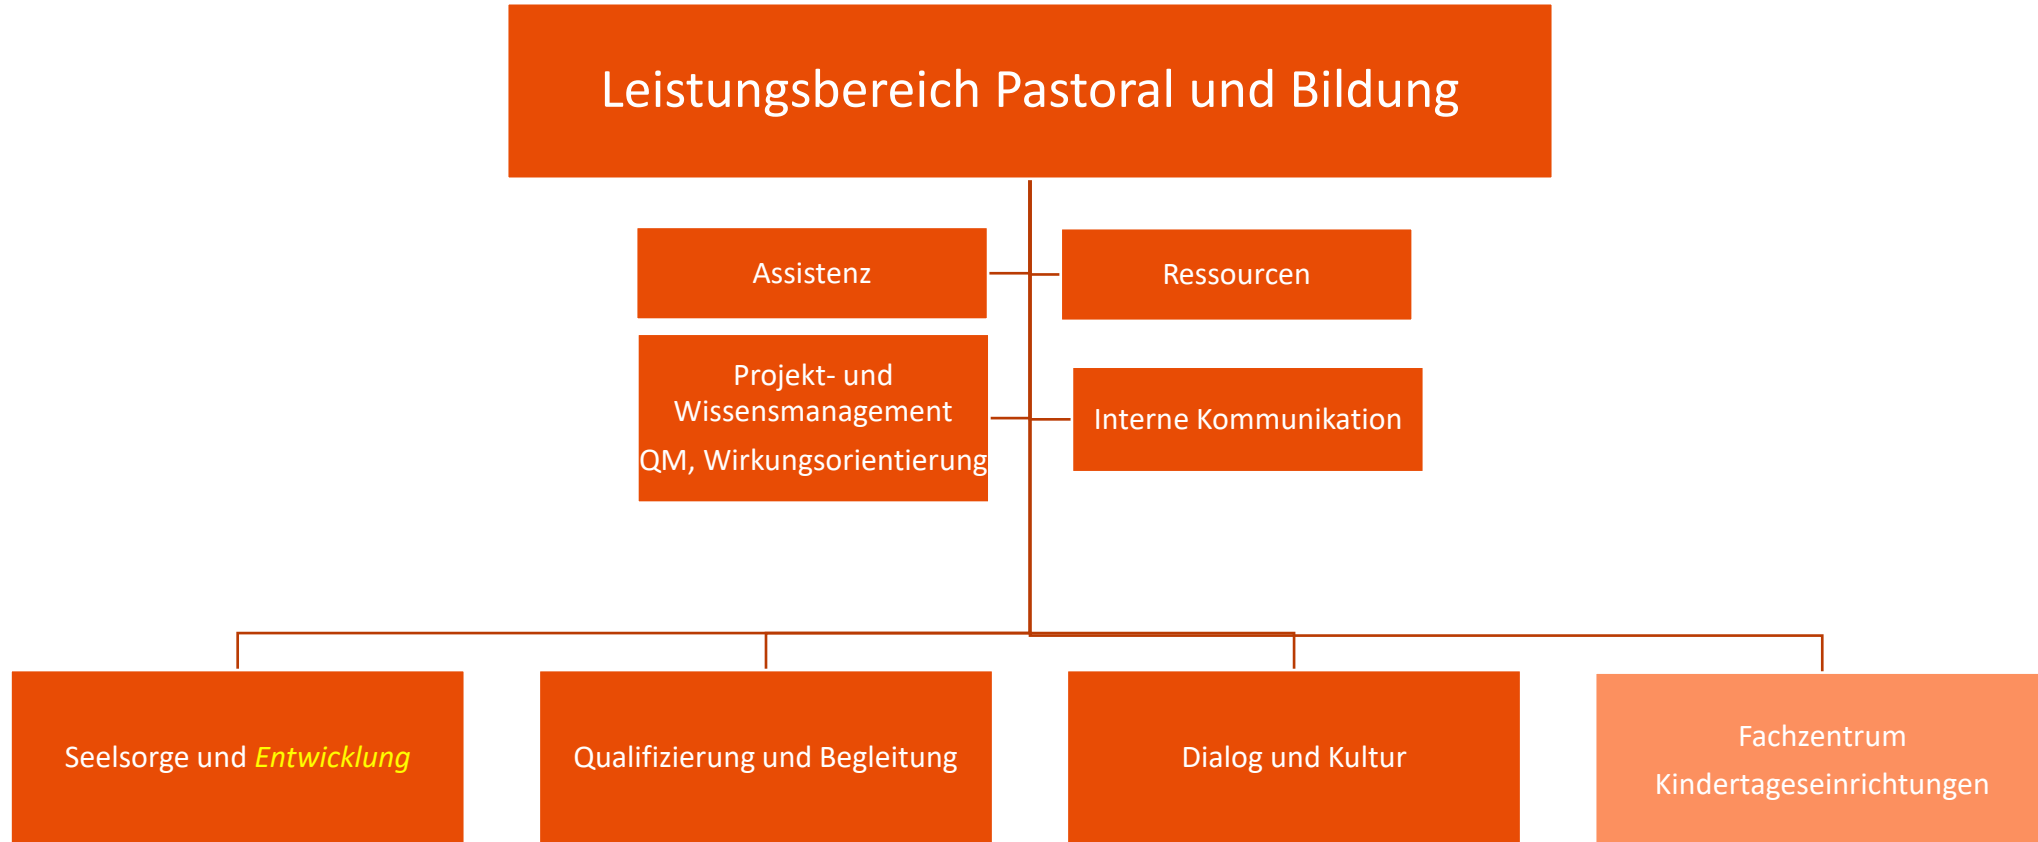 Leistungsbereich Pastoral und Bildung
Assistenz
Ressourcen
Projekt- und
Wissensmanagement
QM, Wirkungsorientierung
Interne Kommunikation
Seelsorge und Entwicklung
Qualifizierung und Begleitung
Dialog und Kultur
Fachzentrum
Kindertageseinrichtungen